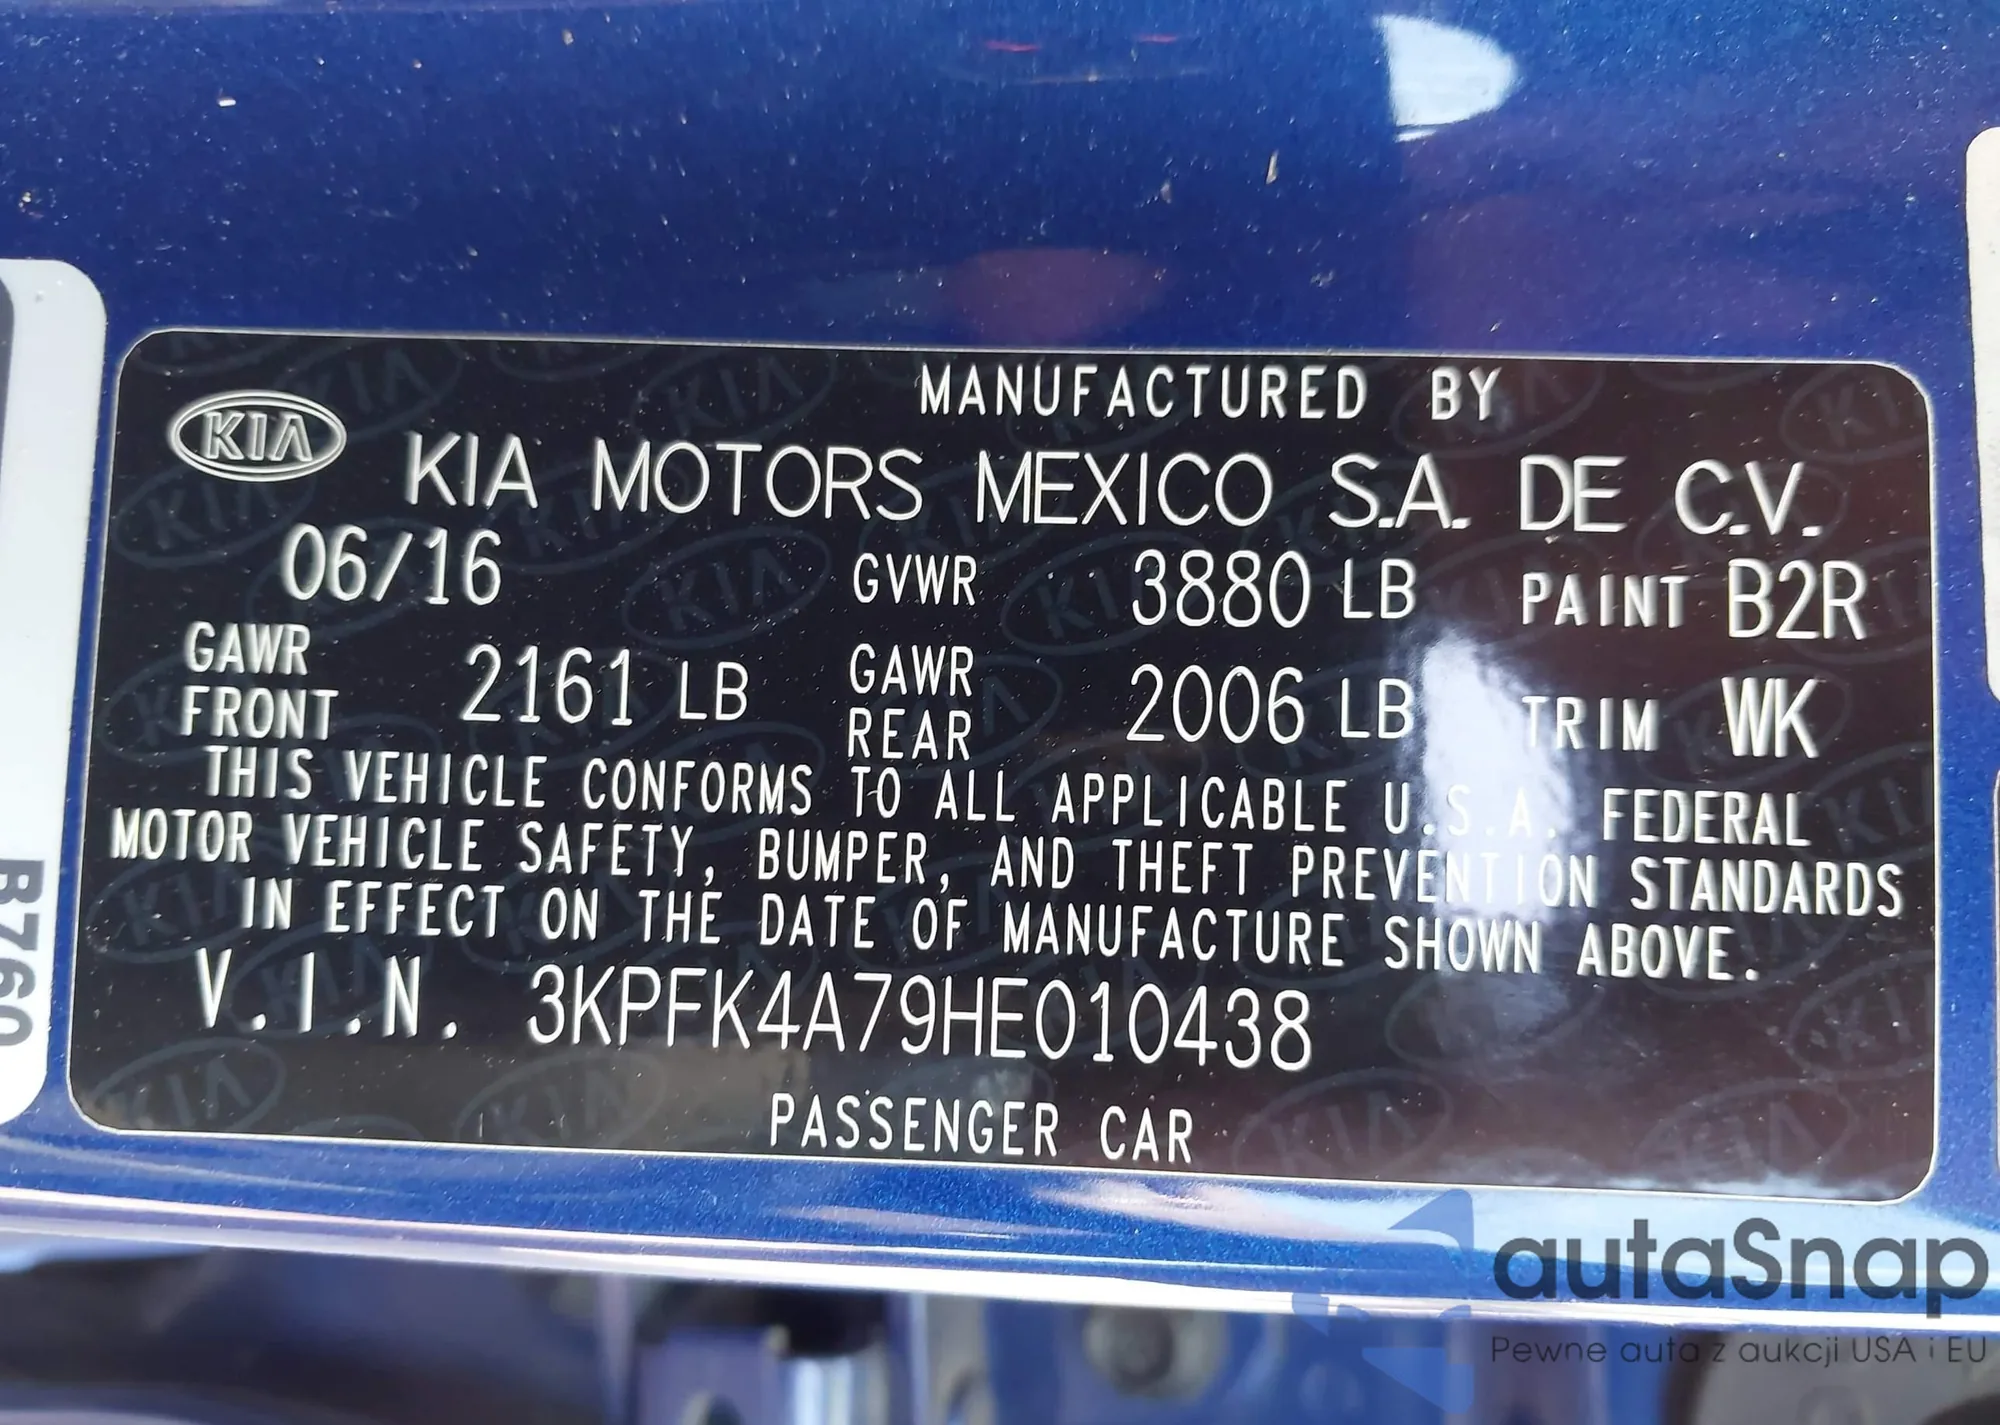 MANUFACTURED BY
KIA KIA MOTORS MEXICO S.A. DE C.V.
06/16 GVWR 3880 LB PAINT B2R
GAWR FRONT 2161 LB GAWR REAR 2006 LB TRIM WK
THIS VEHICLE CONFORMS TO ALL APPLICABLE U.S.A. FEDERAL
MOTOR VEHICLE SAFETY, BUMPER, AND THEFT PREVENTION STANDARDS
IN EFFECT ON THE DATE OF MANUFACTURE SHOWN ABOVE.
V.I.N. 3KPFK4A79HE010438
PASSENGER CAR
B760
autaSnap
Pewne auta z aukcji USA i EU